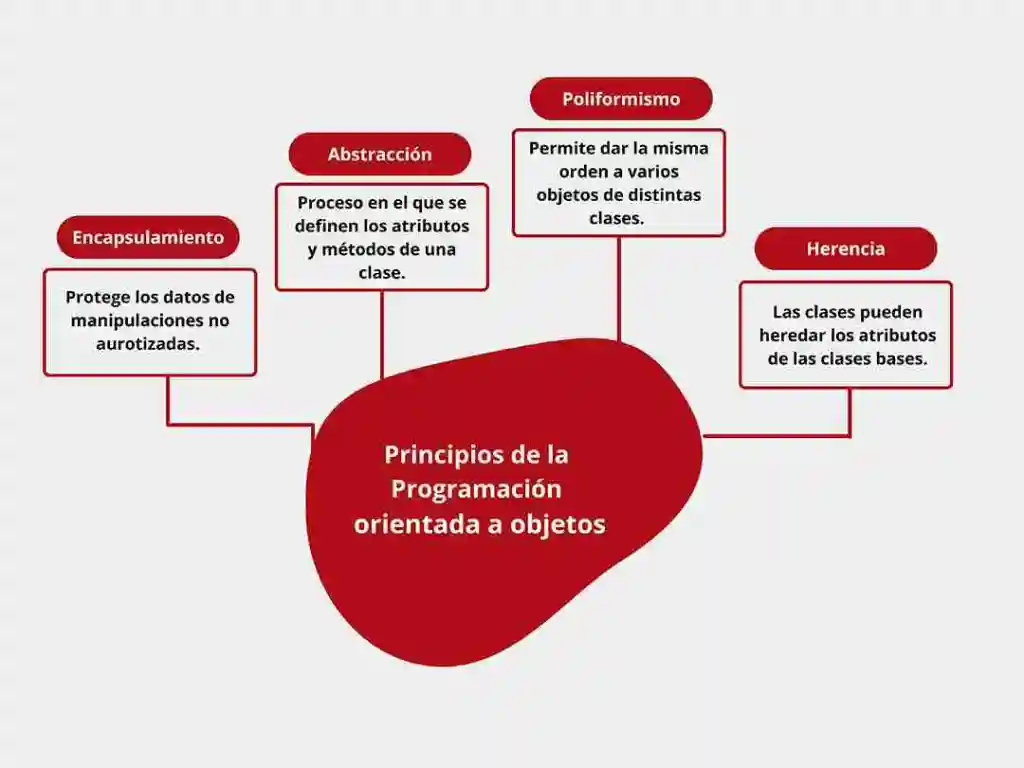 Poliformismo
Permite dar la misma
orden a varios
objetos de distintas
clases.
Abstracción
Proceso en el que se
definen los atributos
y métodos de una
clase.
Encapsulamiento
Protege los datos de
manipulaciones no
aurotizadas.
Herencia
Las clases pueden
heredar los atributos
de las clases bases.
Principios de la
Programación
orientada a objetos